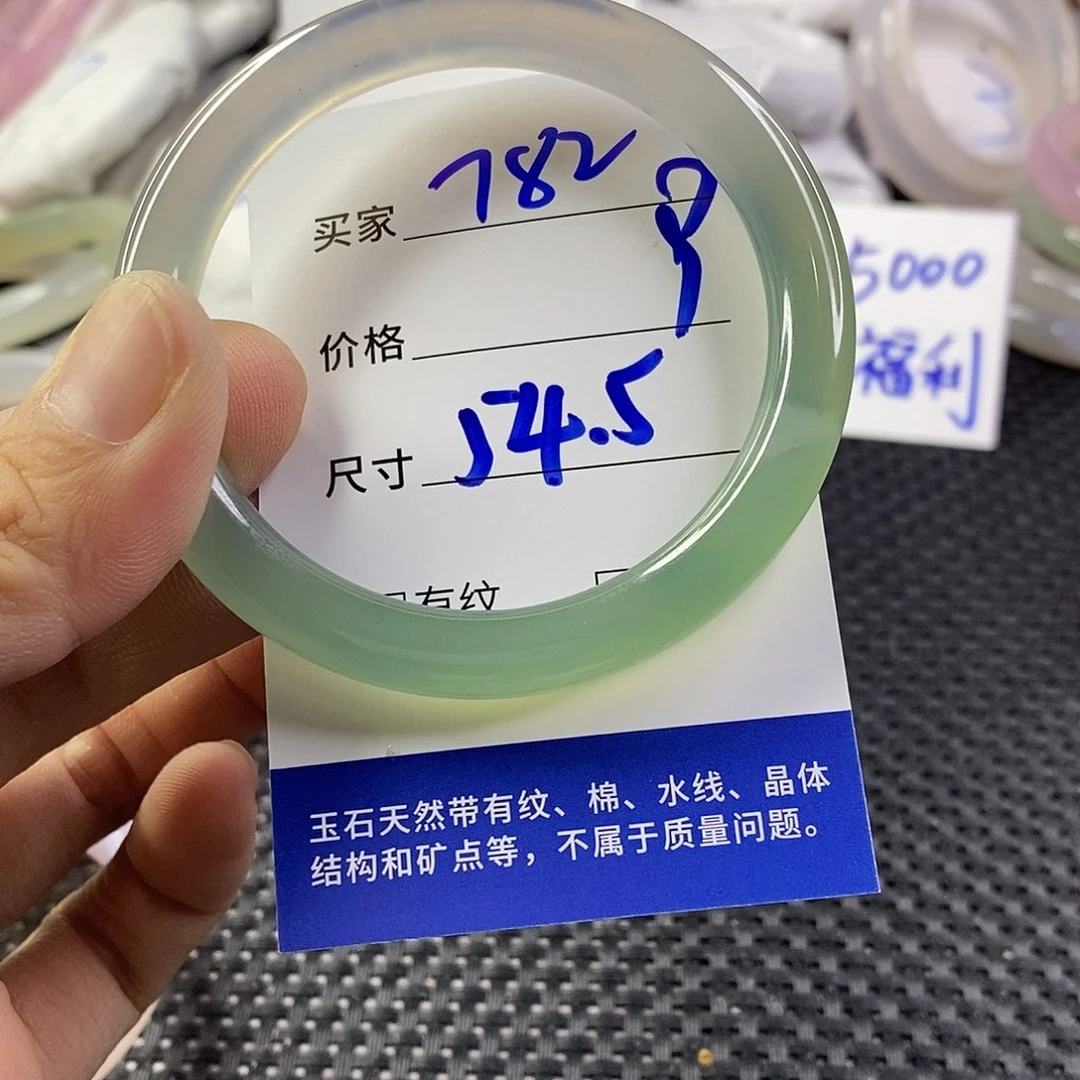 买家 782
价格
尺寸 54.5
有纹
玉石天然带有纹、棉、水线、晶体
结构和矿点等，不属于质量问题。
5000
福利